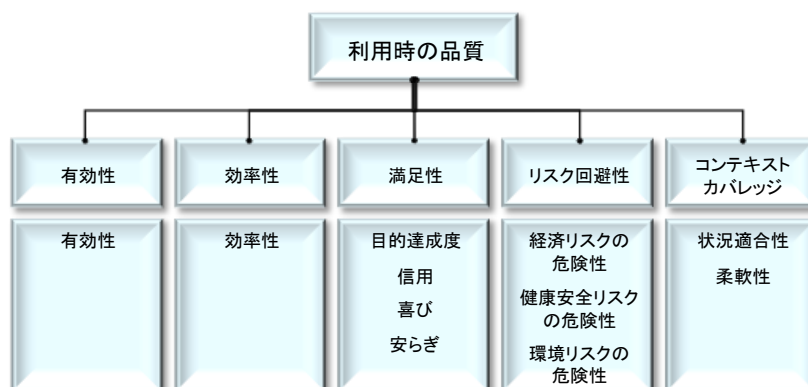 利用時の品質
有効性
効率性
満足性
リスク回避性
コンテキスト
カバレッジ
有効性
効率性
目的達成度
信用
喜び
安らぎ
経済リスクの
危険性
健康安全リスク
の危険性
環境リスクの
危険性
状況適合性
柔軟性